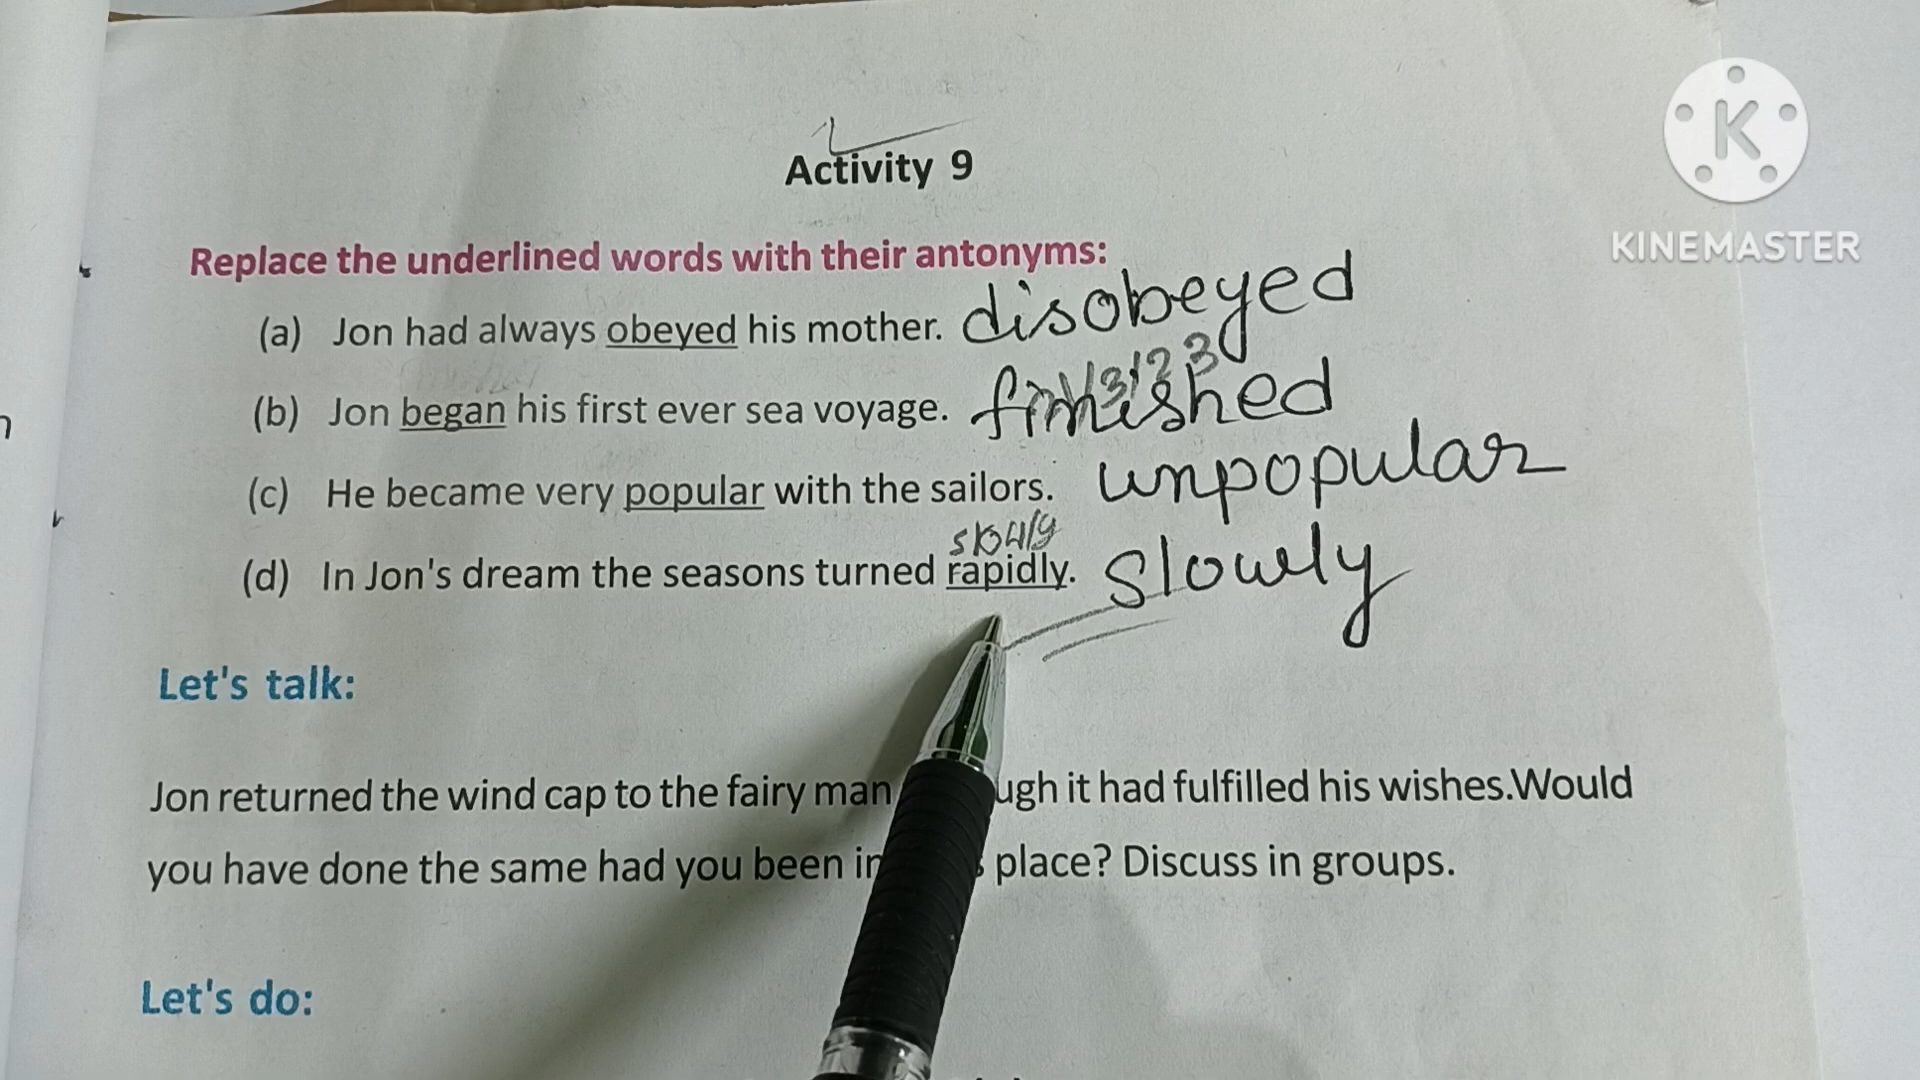 K
KINEMASTER
Activity 9
Replace the underlined words with their antonyms:
(a) Jon had always obeyed his mother. disobeyed
(b) Jon began his first ever sea voyage. finished
(c) He became very popular with the sailors. unpopular
slowly
(d) In Jon's dream the seasons turned rapidly. slowly
Let's talk:
Jon returned the wind cap to the fairy man ugh it had fulfilled his wishes.Would
you have done the same had you been in place? Discuss in groups.
Let's do: